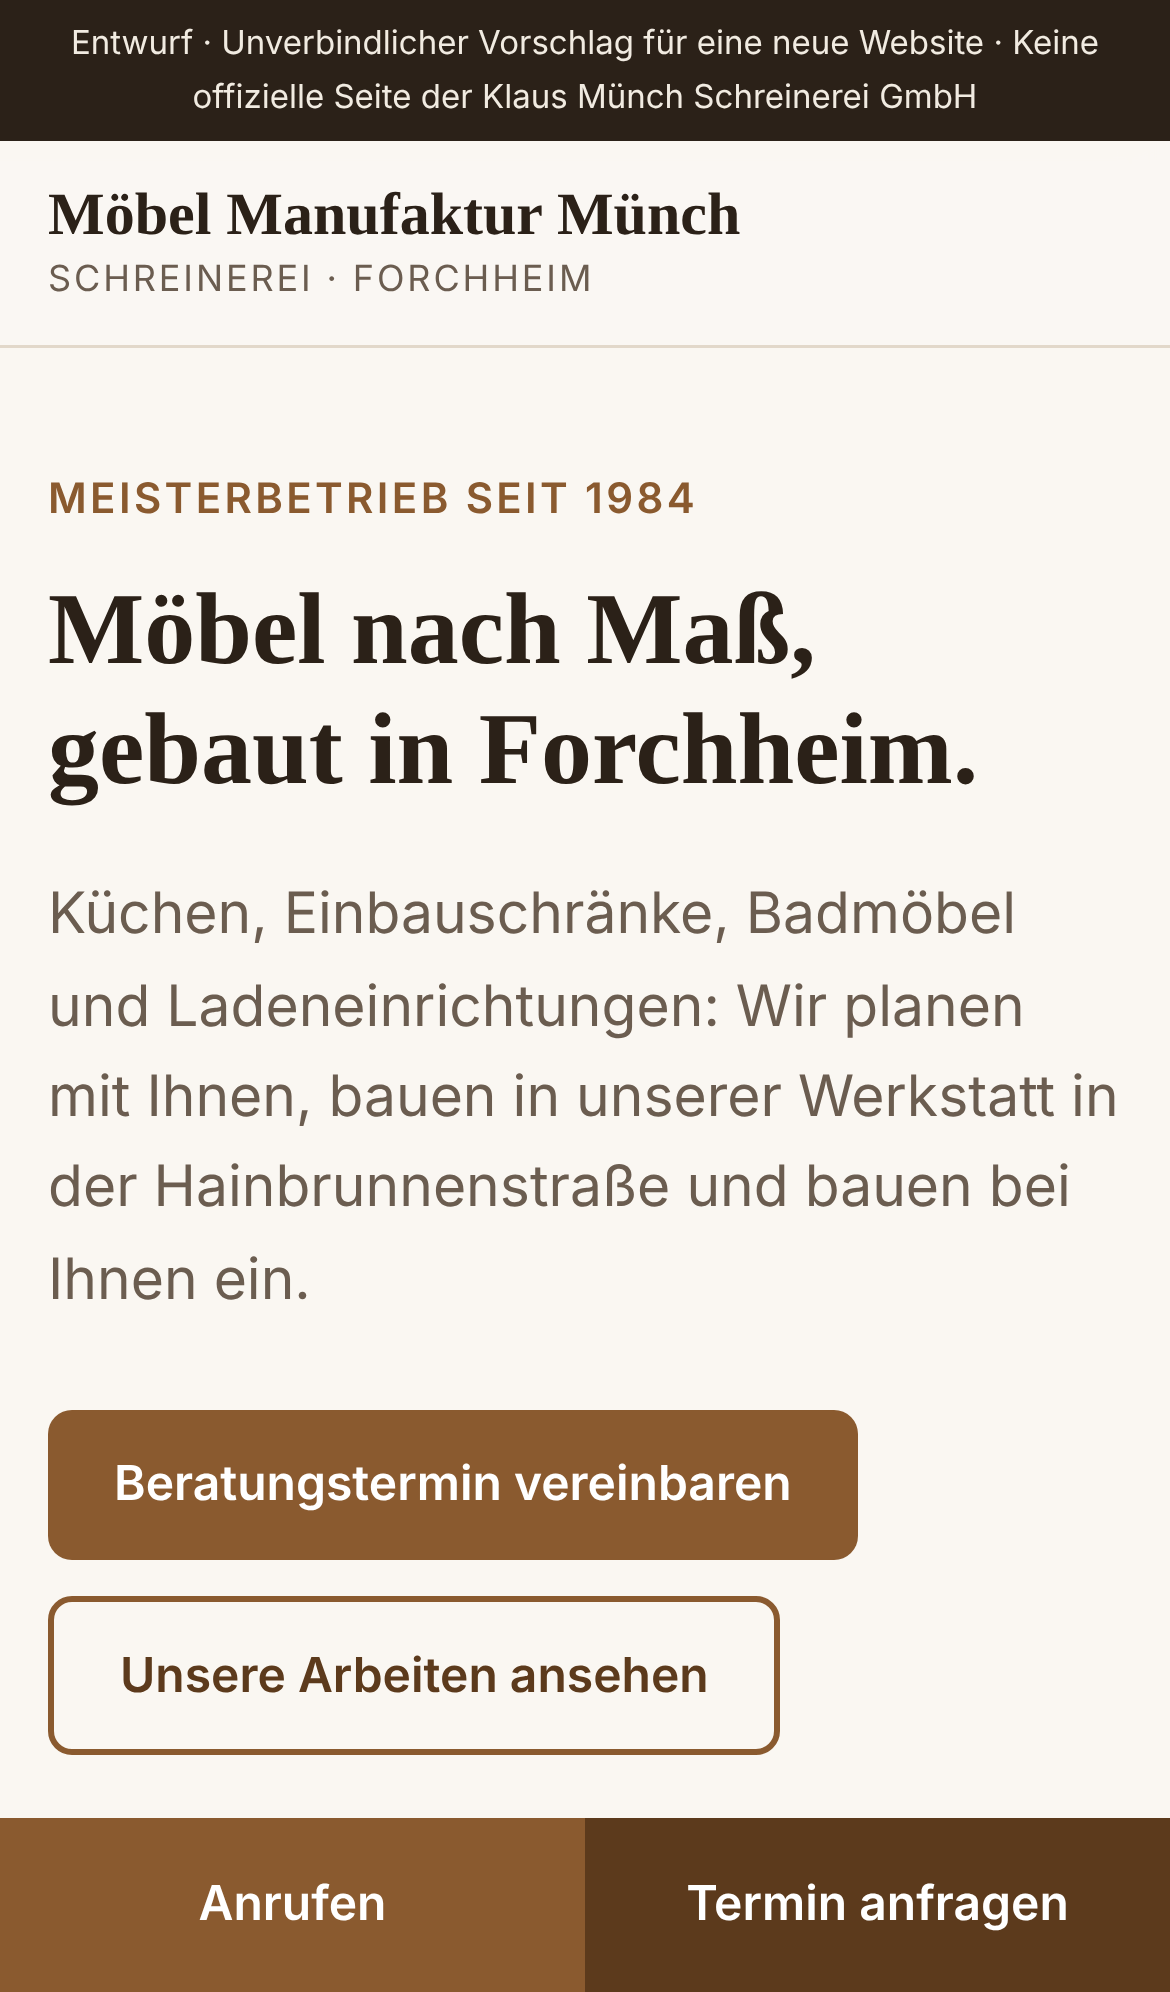 Entwurf · Unverbindlicher Vorschlag für eine neue Website · Keine
offizielle Seite der Klaus Münch Schreinerei GmbH
Möbel Manufaktur Münch
SCHREINEREI · FORCHHEIM
MEISTERBETRIEB SEIT 1984
Möbel nach Maß,
gebaut in Forchheim.
Küchen, Einbauschränke, Badmöbel
und Ladeneinrichtungen: Wir planen
mit Ihnen, bauen in unserer Werkstatt in
der Hainbrunnenstraße und bauen bei
Ihnen ein.
Beratungstermin vereinbaren
Unsere Arbeiten ansehen
Anrufen
Termin anfragen